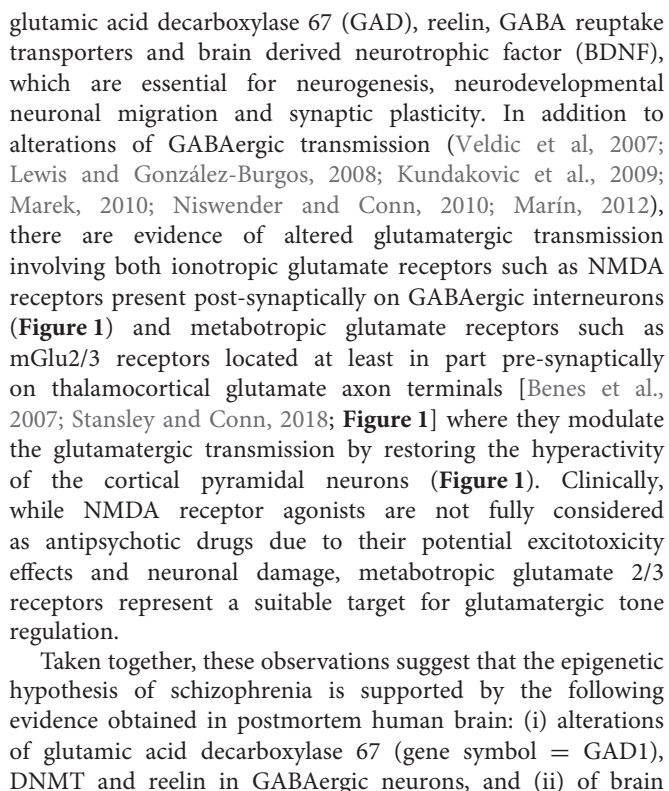 glutamic acid decarboxylase 67 (GAD), reelin, GABA reuptake
transporters and brain derived neurotrophic factor (BDNF),
which are essential for neurogenesis, neurodevelopmental
neuronal migration and synaptic plasticity. In addition to
alterations of GABAergic transmission (Veldic et al, 2007;
Lewis and González-Burgos, 2008; Kundakovic et al., 2009;
Marek, 2010; Niswender and Conn, 2010; Marín, 2012),
there are evidence of altered glutamatergic transmission
involving both ionotropic glutamate receptors such as NMDA
receptors present post-synaptically on GABAergic interneurons
(Figure 1) and metabotropic glutamate receptors such as
mGlu2/3 receptors located at least in part pre-synaptically
on thalamocortical glutamate axon terminals [Benes et al.,
2007; Stansley and Conn, 2018; Figure 1] where they modulate
the glutamatergic transmission by restoring the hyperactivity
of the cortical pyramidal neurons (Figure 1). Clinically,
while NMDA receptor agonists are not fully considered
as antipsychotic drugs due to their potential excitotoxicity
effects and neuronal damage, metabotropic glutamate 2/3
receptors represent a suitable target for glutamatergic tone
regulation.
Taken together, these observations suggest that the epigenetic
hypothesis of schizophrenia is supported by the following
evidence obtained in postmortem human brain: (i) alterations
of glutamic acid decarboxylase 67 (gene symbol = GAD1),
DNMT and reelin in GABAergic neurons, and (ii) of brain